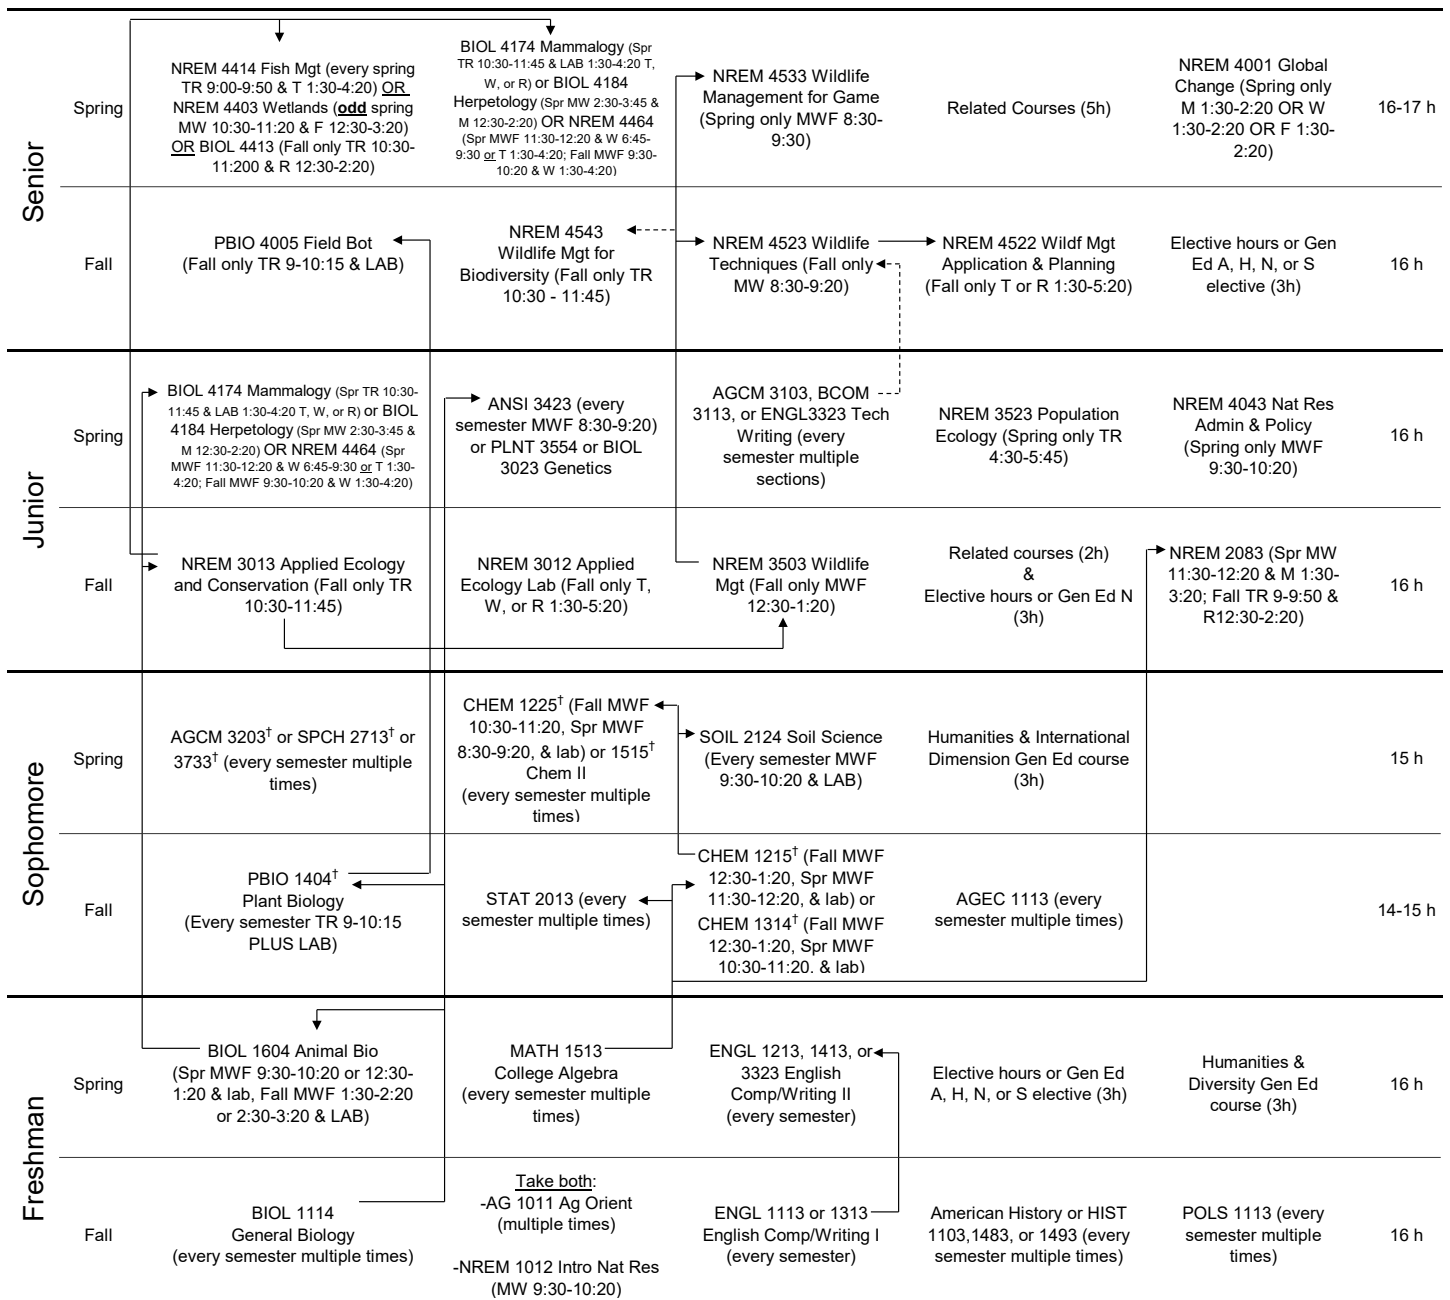 Senior
Spring
NREM 4414 Fish Mgt (every spring
TR 9:00-9:50 & T 1:30-4:20) OR
NREM 4403 Wetlands (odd spring
MW 10:30-11:20 & F 12:30-3:20)
OR BIOL 4413 (Fall only TR 10:30-
11:200 & R 12:30-2:20)
BIOL 4174 Mammalogy (Spr
TR 10:30-11:45 & LAB 1:30-4:20 T,
W, or R) or BIOL 4184
Herpetology (Spr MW 2:30-3:45 &
M 12:30-2:20) OR NREM 4464
(Spr MWF 11:30-12:20 & W 6:45-
9:30 or T 1:30-4:20; Fall MWF 9:30-
10:20 & W 1:30-4:20)
NREM 4533 Wildlife
Management for Game
(Spring only MWF 8:30-
9:30)
Related Courses (5h)
NREM 4001 Global
Change (Spring only
M 1:30-2:20 OR W
1:30-2:20 OR F 1:30-
2:20)
16-17 h
Fall
PBIO 4005 Field Bot
(Fall only TR 9-10:15 & LAB)
NREM 4543
Wildlife Mgt for
Biodiversity (Fall only TR
10:30 - 11:45)
NREM 4523 Wildlife
Techniques (Fall only
MW 8:30-9:20)
NREM 4522 Wildf Mgt
Application & Planning
(Fall only T or R 1:30-5:20)
Elective hours or Gen
Ed A, H, N, or S
elective (3h)
16 h
Junior
Spring
BIOL 4174 Mammalogy (Spr TR 10:30-
11:45 & LAB 1:30-4:20 T, W, or R) or BIOL
4184 Herpetology (Spr MW 2:30-3:45 &
M 12:30-2:20) OR NREM 4464 (Spr
MWF 11:30-12:20 & W 6:45-9:30 or T 1:30-
4:20; Fall MWF 9:30-10:20 & W 1:30-4:20)
ANSI 3423 (every
semester MWF 8:30-9:20)
or PLNT 3554 or BIOL
3023 Genetics
AGCM 3103, BCOM
3113, or ENGL3323 Tech
Writing (every
semester multiple
sections)
NREM 3523 Population
Ecology (Spring only TR
4:30-5:45)
NREM 4043 Nat Res
Admin & Policy
(Spring only MWF
9:30-10:20)
16 h
Fall
NREM 3013 Applied Ecology
and Conservation (Fall only TR
10:30-11:45)
NREM 3012 Applied
Ecology Lab (Fall only T,
W, or R 1:30-5:20)
NREM 3503 Wildlife
Mgt (Fall only MWF
12:30-1:20)
Related courses (2h)
&
Elective hours or Gen Ed N
(3h)
NREM 2083 (Spr MW
11:30-12:20 & M 1:30-
3:20; Fall TR 9-9:50 &
R12:30-2:20)
16 h
Sophomore
Spring
AGCM 3203† or SPCH 2713† or
3733† (every semester multiple
times)
CHEM 1225† (Fall MWF
10:30-11:20, Spr MWF
8:30-9:20, & lab) or 1515†
Chem II
(every semester multiple
times)
SOIL 2124 Soil Science
(Every semester MWF
9:30-10:20 & LAB)
Humanities & International
Dimension Gen Ed course
(3h)
15 h
Fall
PBIO 1404†
Plant Biology
(Every semester TR 9-10:15
PLUS LAB)
STAT 2013 (every
semester multiple times)
CHEM 1215† (Fall MWF
12:30-1:20, Spr MWF
11:30-12:20, & lab) or
CHEM 1314† (Fall MWF
12:30-1:20, Spr MWF
10:30-11:20. & lab)
AGEC 1113 (every
semester multiple times)
14-15 h
Freshman
Spring
BIOL 1604 Animal Bio
(Spr MWF 9:30-10:20 or 12:30-
1:20 & lab, Fall MWF 1:30-2:20
or 2:30-3:20 & LAB)
MATH 1513
College Algebra
(every semester multiple
times)
ENGL 1213, 1413, or
3323 English
Comp/Writing II
(every semester)
Elective hours or Gen Ed
A, H, N, or S elective (3h)
Humanities &
Diversity Gen Ed
course (3h)
16 h
Fall
BIOL 1114
General Biology
(every semester multiple times)
Take both:
-AG 1011 Ag Orient
(multiple times)
-NREM 1012 Intro Nat Res
(MW 9:30-10:20)
ENGL 1113 or 1313
English Comp/Writing I
(every semester)
American History or HIST
1103,1483, or 1493 (every
semester multiple times)
POLS 1113 (every
semester multiple
times)
16 h